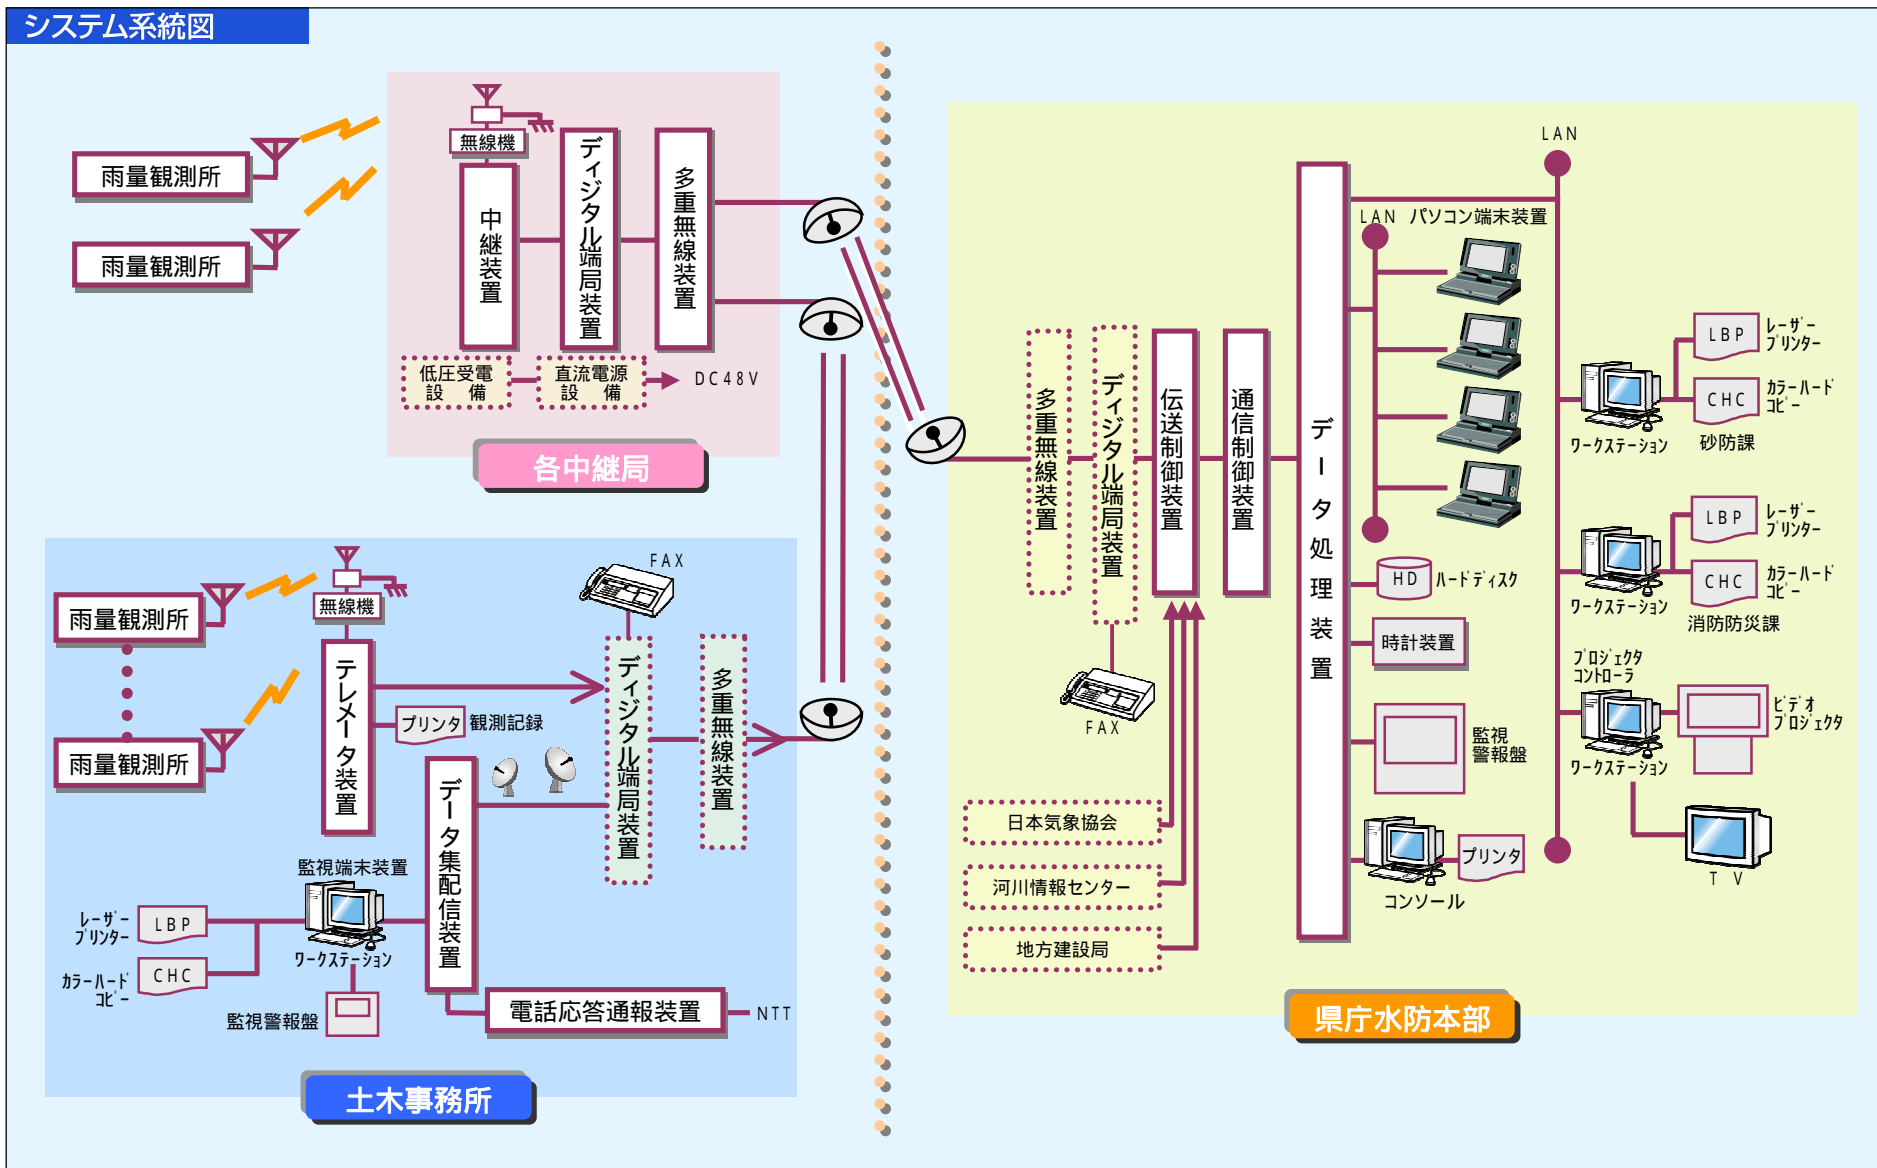 システム系統図
雨量観測所
雨量観測所
無線機
中継装置
ディジタル端局装置
多重無線装置
低圧受電
設　備
直流電源
設　備
DC48V
各中継局
雨量観測所
雨量観測所
無線機
テレメータ装置
プリンタ
観測記録
FAX
ディジタル端局装置
多重無線装置
データ集配信装置
監視端末装置
ワークステーション
レーザー
プリンター
LBP
カラーハード
コピー
CHC
監視警報盤
電話応答通報装置
NTT
土木事務所
多重無線装置
ディジタル端局装置
FAX
伝送制御装置
通信制御装置
データ処理装置
日本気象協会
河川情報センター
地方建設局
LAN
LAN
パソコン端末装置
HD
ハードディスク
時計装置
監視
警報盤
コンソール
プリンタ
ワークステーション
LBP
レーザー
プリンター
CHC
カラーハード
コピー
砂防課
ワークステーション
LBP
レーザー
プリンター
CHC
カラーハード
コピー
消防防災課
プロジェクタ
コントローラ
ワークステーション
ビデオ
プロジェクタ
TV
県庁水防本部